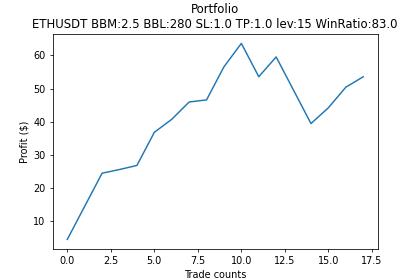 Portfolio
ETHUSDT BBM:2.5 BBL:280 SL:1.0 TP:1.0 lev:15 WinRatio:83.0
Profit ($)
60
50
40
30
20
10
0.0 2.5 5.0 7.5 10.0 12.5 15.0 17.5
Trade counts